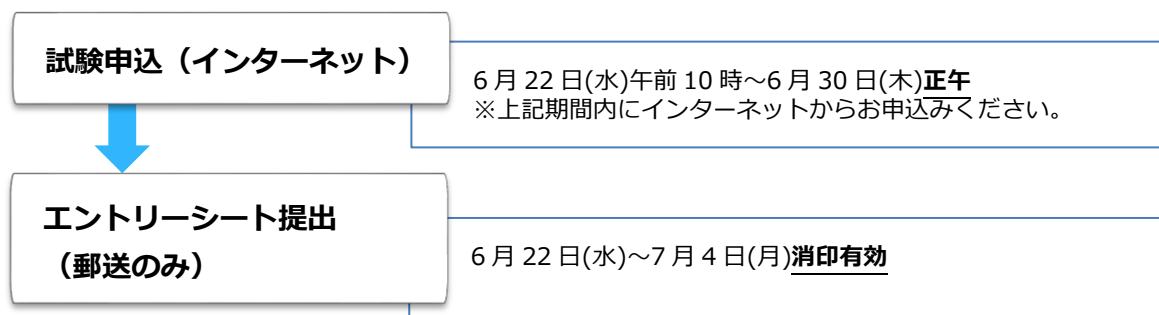 試験申込（インターネット）
6月22日(水)午前10時～6月30日(木)正午
※上記期間内にインターネットからお申込みください。
エントリーシート提出
（郵送のみ）
6月22日(水)～7月4日(月)消印有効